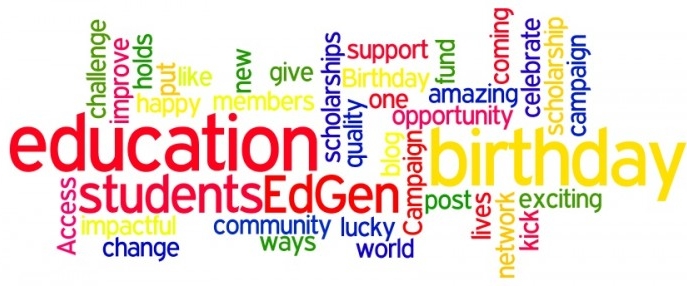 challenge
improve
holds
put
like
new
give
happy
members
scholarships
support
Birthday
fund
quality
one
amazing
opportunity
coming
celebrate
scholarship
campaign
education
blog
birthday
Access
students
EdGen
Campaign
post
lives
network
kick
exciting
impactful
change
community
ways
lucky
world